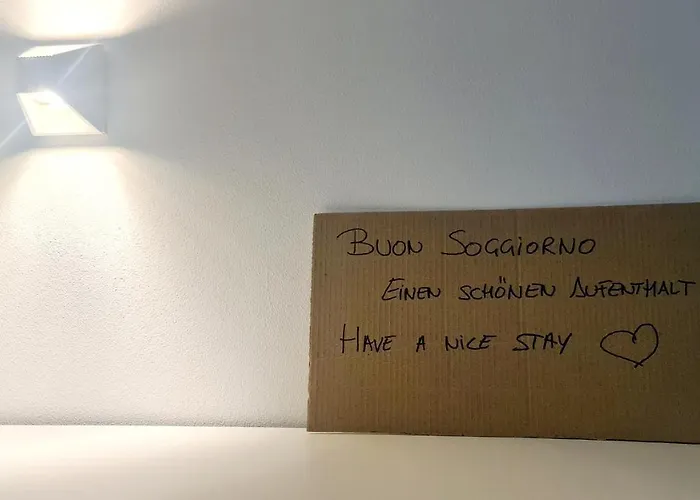 Buon Soggiorno
Einen schönen Aufenthalt
Have a nice stay